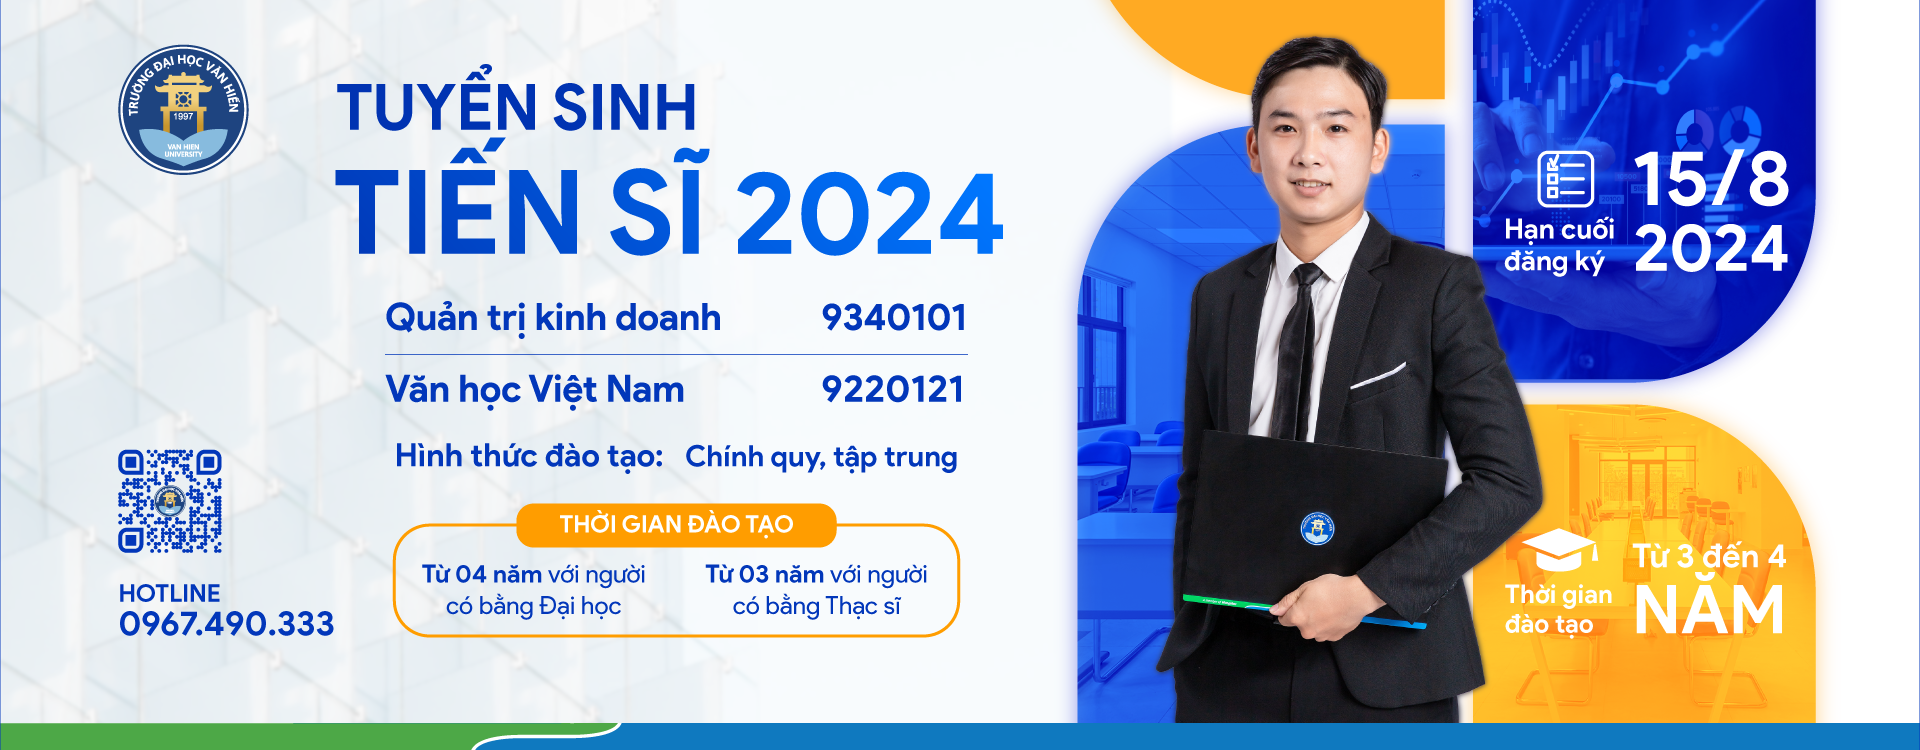 TRƯỜNG ĐẠI HỌC VĂN HIẾN
1997
VAN HIEN
UNIVERSITY
TUYỂN SINH
TIẾN SĨ 2024
Quản trị kinh doanh 9340101
Văn học Việt Nam 9220121
Hình thức đào tạo: Chính quy, tập trung
THỜI GIAN ĐÀO TẠO
Từ 04 năm với người
có bằng Đại học
Từ 03 năm với người
có bằng Thạc sĩ
HOTLINE
0967.490.333
Hạn cuối
đăng ký
15/8
2024
Thời gian
đào tạo
Từ 3 đến 4
NĂM